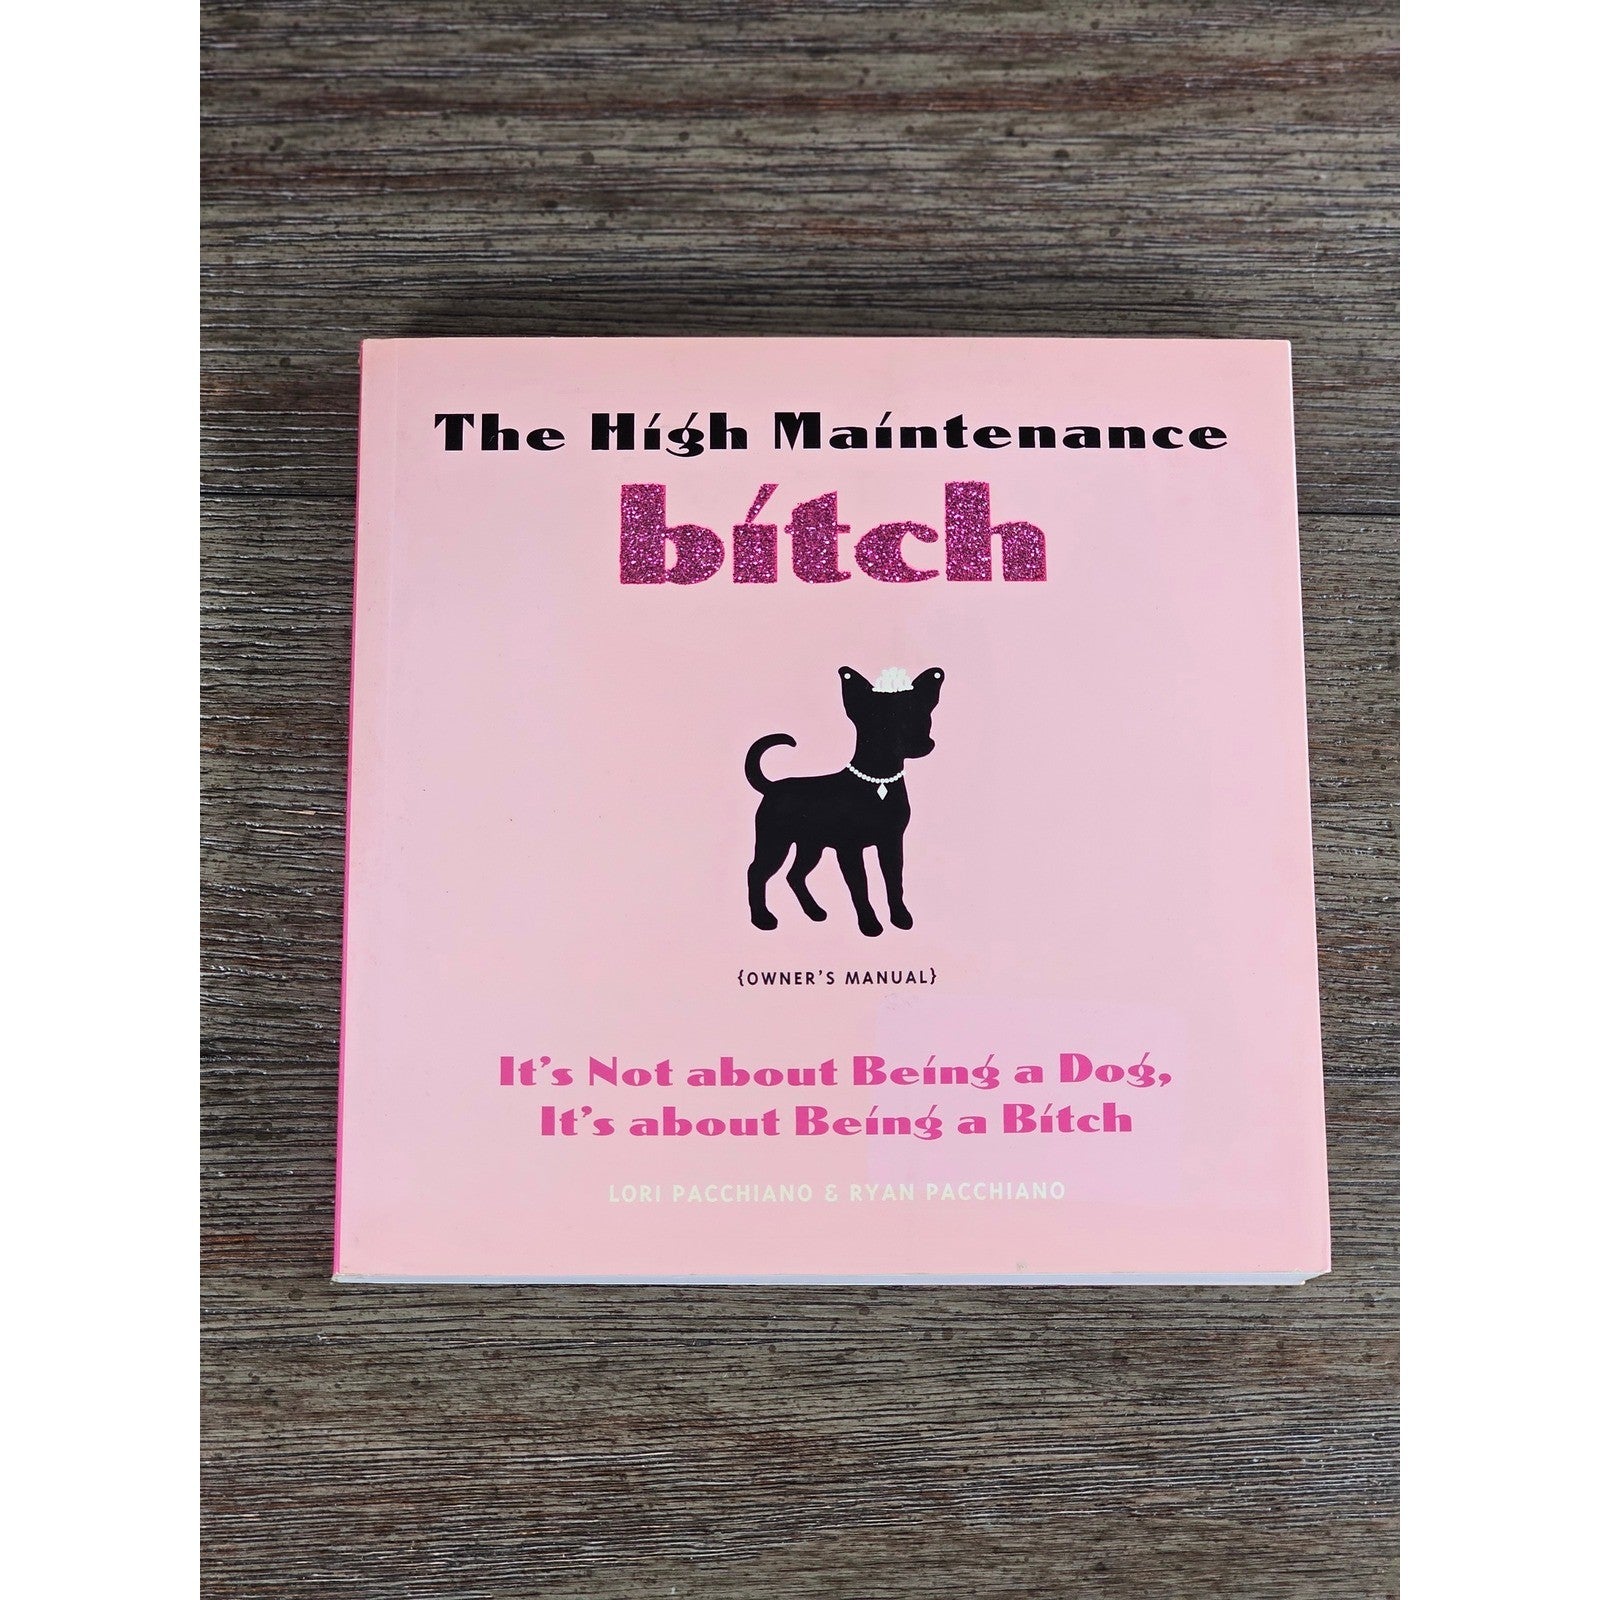 The High Maintenance
bitch
{OWNER'S MANUAL}
It's Not about Being a Dog,
It's about Being a Bitch
LORI PACCHIANO & RYAN PACCHIANO